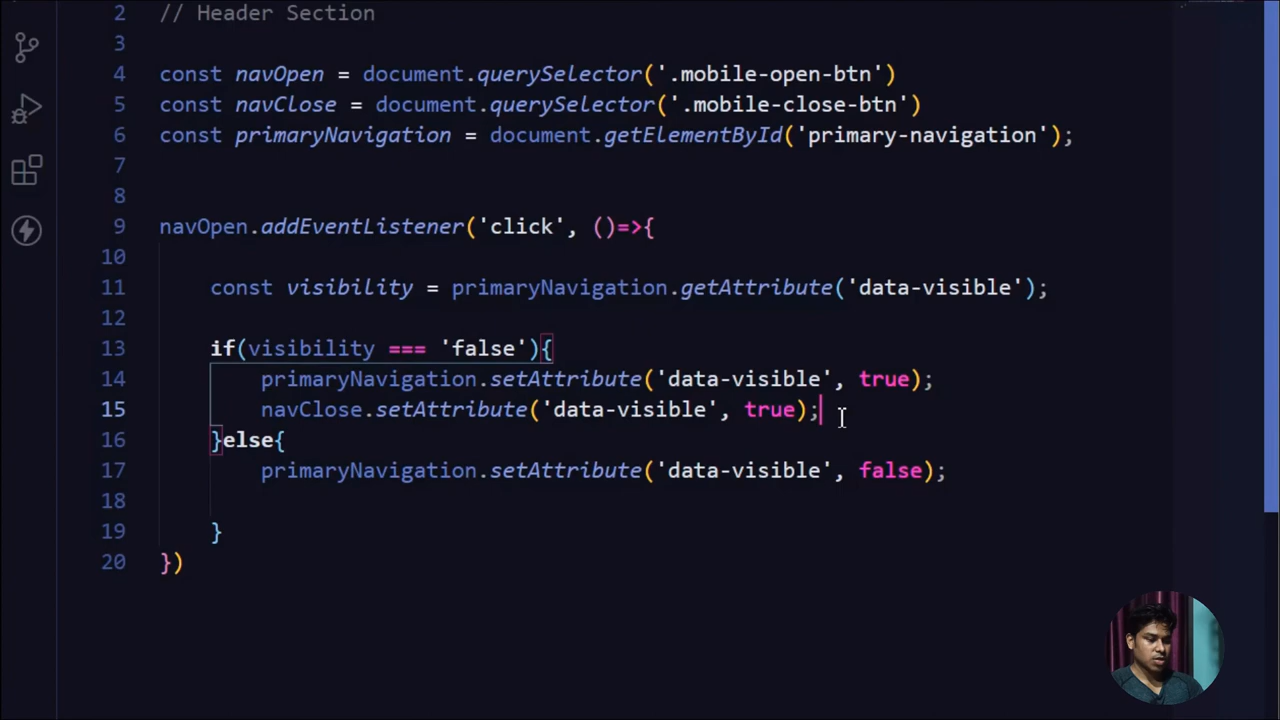 2 // Header Section
3
4 const navOpen = document.querySelector('.mobile-open-btn')
5 const navClose = document.querySelector('.mobile-close-btn')
6 const primaryNavigation = document.getElementById('primary-navigation');
7
8
9 navOpen.addEventListener('click', ()=>{
10
11 const visibility = primaryNavigation.getAttribute('data-visible');
12
13 if(visibility === 'false'){
14 primaryNavigation.setAttribute('data-visible', true);
15 navClose.setAttribute('data-visible', true);
16 }else{
17 primaryNavigation.setAttribute('data-visible', false);
18
19 }
20 })